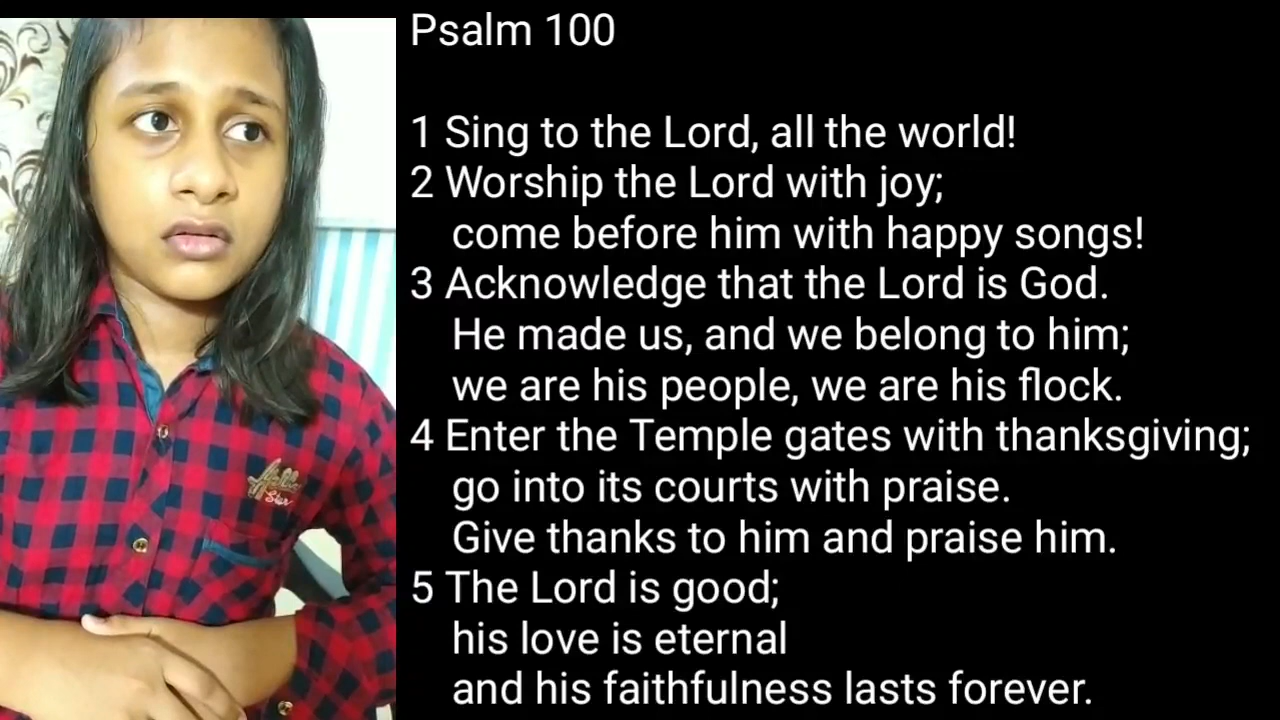 Psalm 100
1 Sing to the Lord, all the world!
2 Worship the Lord with joy;
come before him with happy songs!
3 Acknowledge that the Lord is God.
He made us, and we belong to him;
we are his people, we are his flock.
4 Enter the Temple gates with thanksgiving;
go into its courts with praise.
Give thanks to him and praise him.
5 The Lord is good;
his love is eternal
and his faithfulness lasts forever.
Star